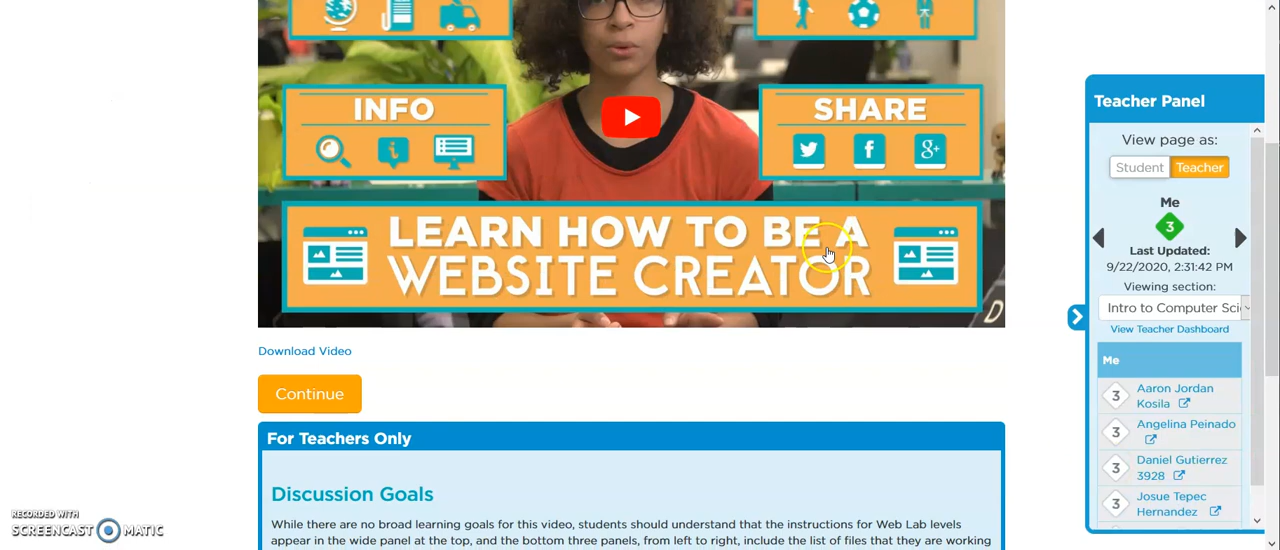 INFO
SHARE
LEARN HOW TO BE A
WEBSITE CREATOR
Download Video
Continue
For Teachers Only
Discussion Goals
While there are no broad learning goals for this video, students should understand that the instructions for Web Lab levels
appear in the wide panel at the top, and the bottom three panels, from left to right, include the list of files that they are working
Teacher Panel
View page as:
Student Teacher
Me
3
Last Updated:
9/22/2020, 2:31:42 PM
Viewing section:
Intro to Computer Sci
View Teacher Dashboard
Me
3 Aaron Jordan
Kosila
3 Angelina Peinado
3 Daniel Gutierrez
3928
3 Josue Tepec
Hernandez
RECORDED WITH
SCREENCAST MATIC